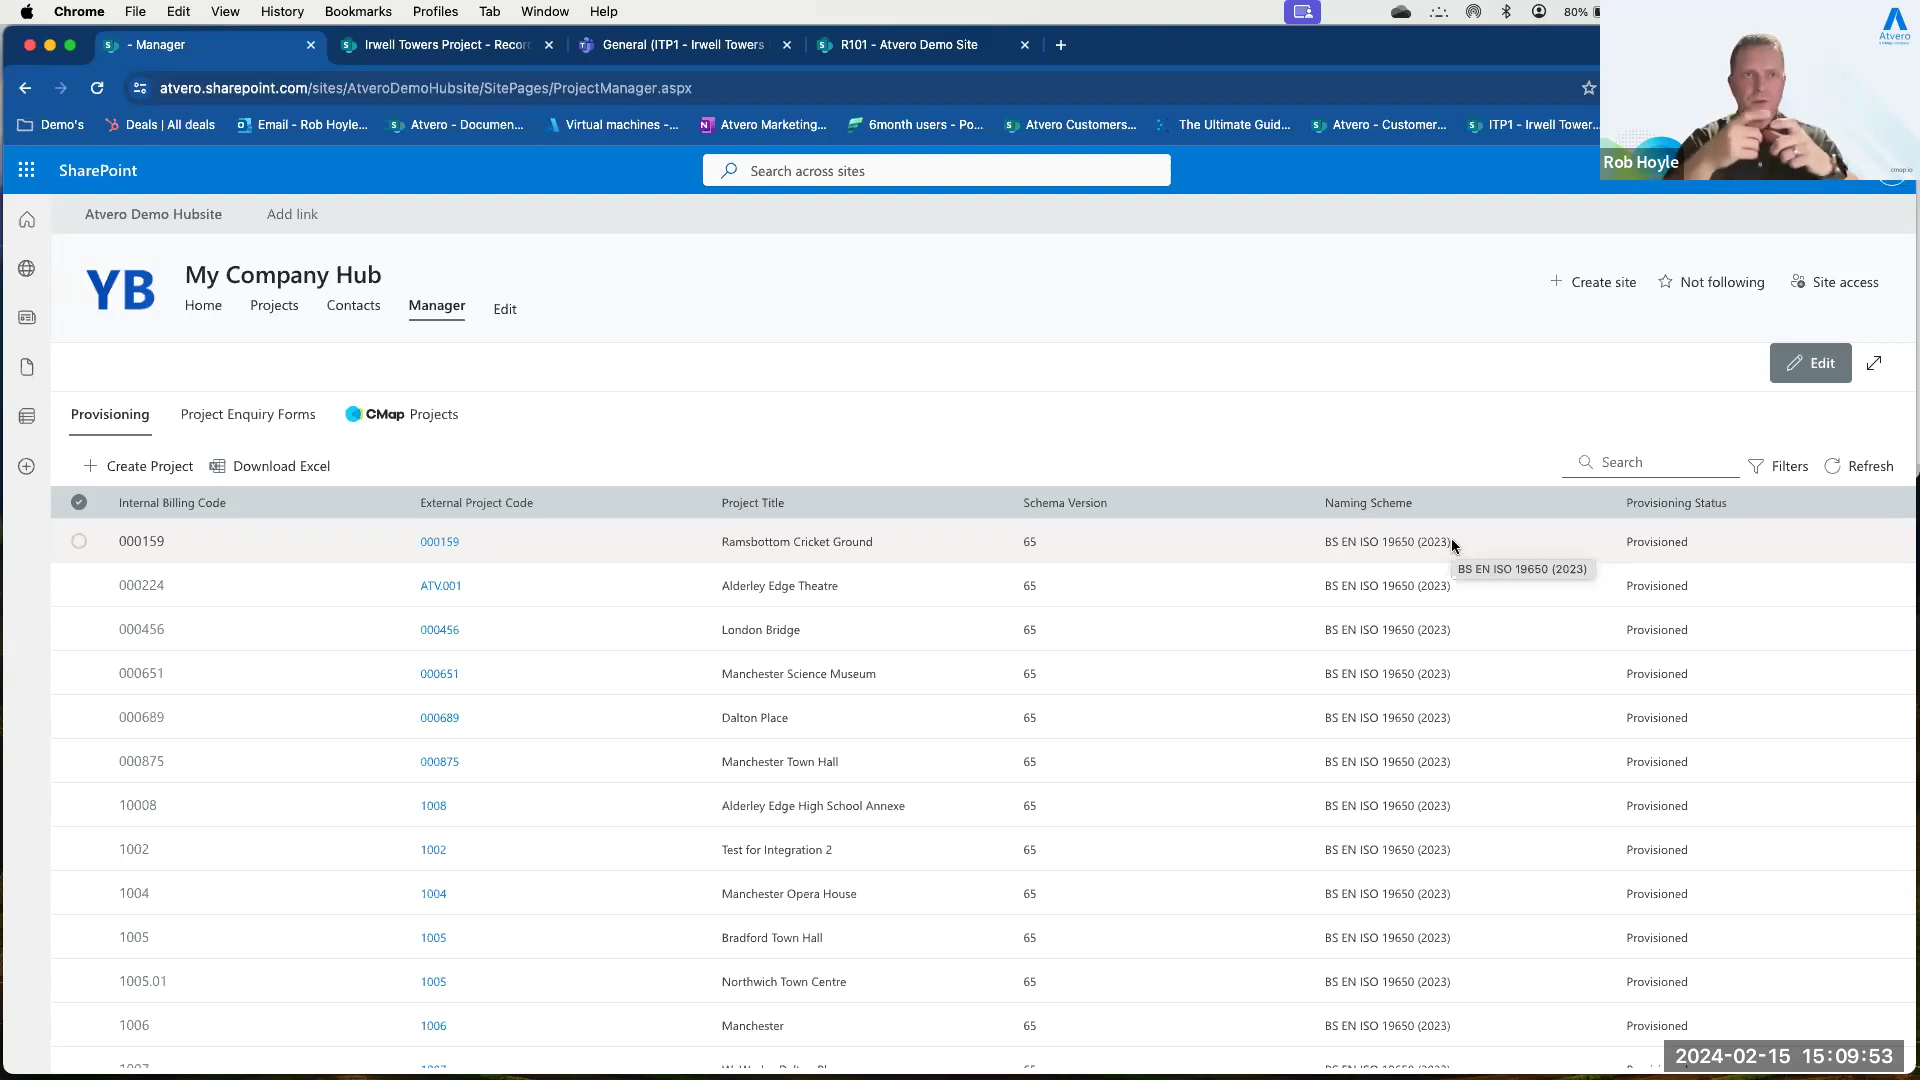 Chrome File Edit View History Bookmarks Profiles Tab Window Help 80%
- Manager Irwell Towers Project - Recor General (ITP1 - Irwell Towers R101 - Atvero Demo Site
atvero.sharepoint.com/sites/AtveroDemoHubsite/SitePages/ProjectManager.aspx
Demo's Deals | All deals Email - Rob Hoyle... Atvero - Documen... Virtual machines -... Atvero Marketing... 6month users - Po... Atvero Customers... The Ultimate Guid... Atvero - Customer... ITP1 - Irwell Tower...
Atvero
Rob Hoyle
cmap.io
SharePoint Search across sites
Atvero Demo Hubsite Add link
YB My Company Hub
Home Projects Contacts Manager Edit
Create site Not following Site access
Edit
Provisioning Project Enquiry Forms CMap Projects
Create Project Download Excel Search Filters Refresh
Internal Billing Code External Project Code Project Title Schema Version Naming Scheme Provisioning Status
000159 000159 Ramsbottom Cricket Ground 65 BS EN ISO 19650 (2023) Provisioned
BS EN ISO 19650 (2023)
000224 ATV.001 Alderley Edge Theatre 65 BS EN ISO 19650 (2023) Provisioned
000456 000456 London Bridge 65 BS EN ISO 19650 (2023) Provisioned
000651 000651 Manchester Science Museum 65 BS EN ISO 19650 (2023) Provisioned
000689 000689 Dalton Place 65 BS EN ISO 19650 (2023) Provisioned
000875 000875 Manchester Town Hall 65 BS EN ISO 19650 (2023) Provisioned
10008 1008 Alderley Edge High School Annexe 65 BS EN ISO 19650 (2023) Provisioned
1002 1002 Test for Integration 2 65 BS EN ISO 19650 (2023) Provisioned
1004 1004 Manchester Opera House 65 BS EN ISO 19650 (2023) Provisioned
1005 1005 Bradford Town Hall 65 BS EN ISO 19650 (2023) Provisioned
1005.01 1005 Northwich Town Centre 65 BS EN ISO 19650 (2023) Provisioned
1006 1006 Manchester 65 BS EN ISO 19650 (2023) Provisioned
2024-02-15 15:09:53